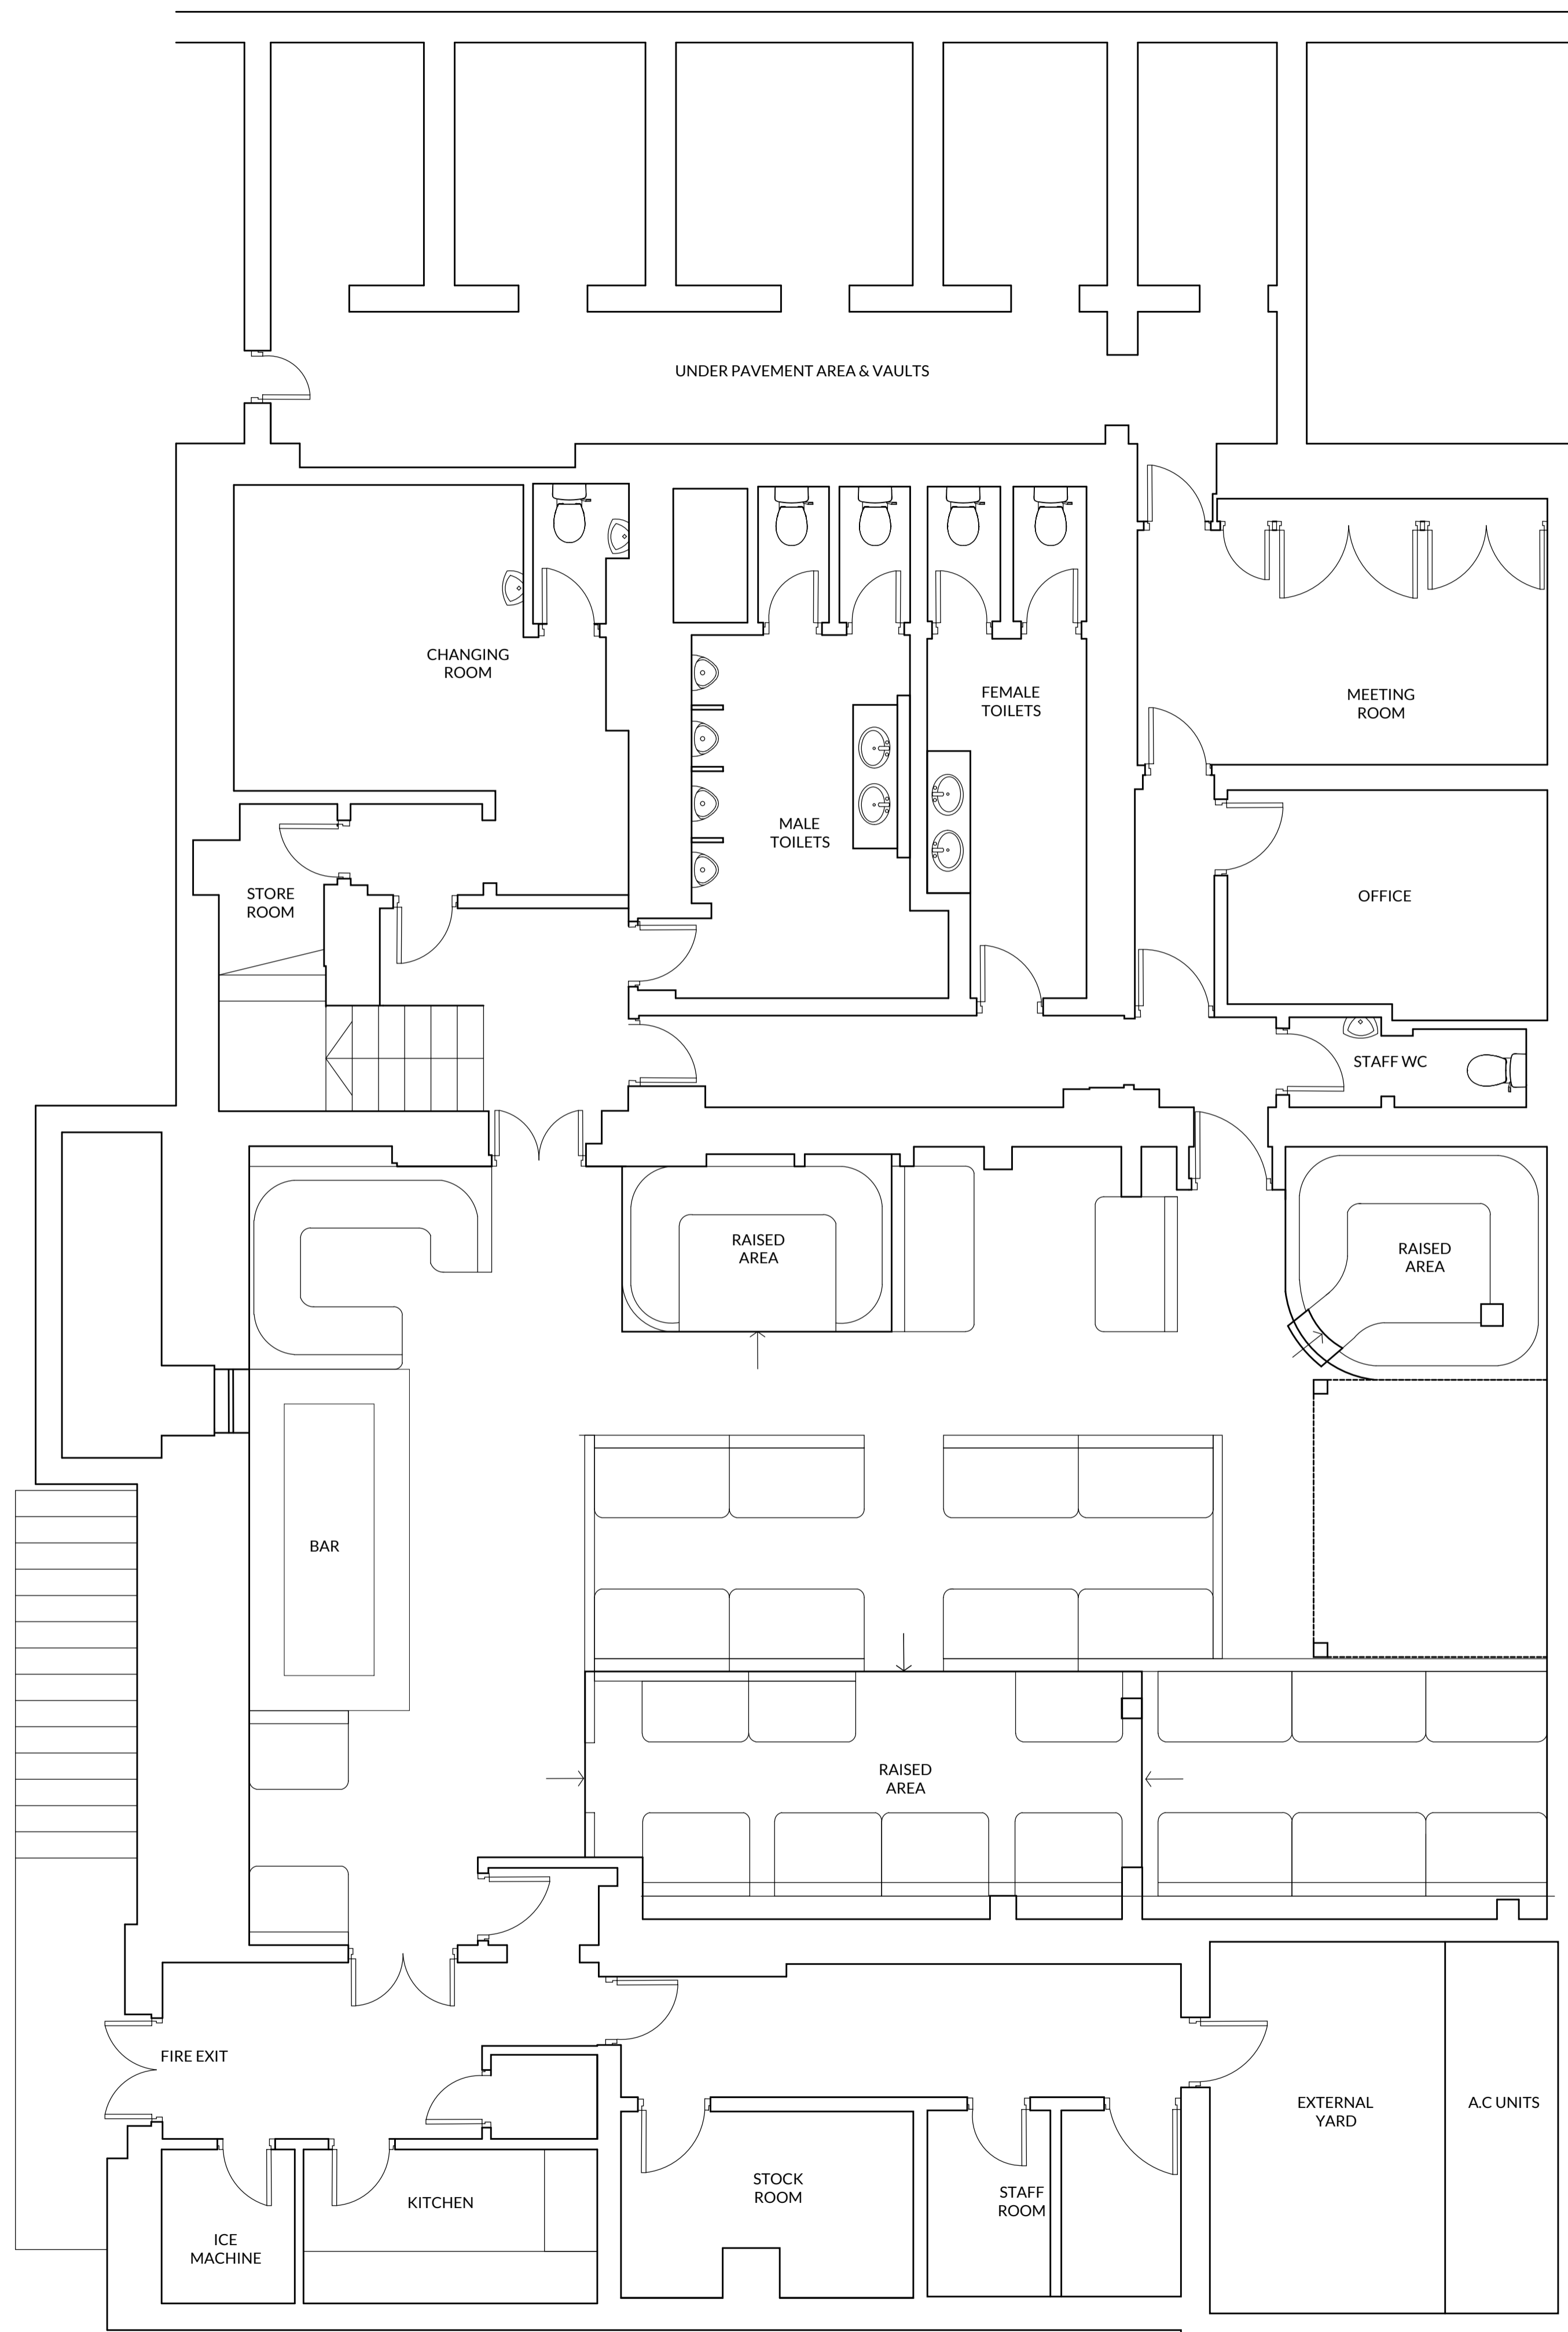 UNDER PAVEMENT AREA & VAULTS
CHANGING
ROOM
FEMALE
TOILETS
MEETING
ROOM
MALE
TOILETS
STORE
ROOM
OFFICE
STAFF WC
RAISED
AREA
RAISED
AREA
BAR
RAISED
AREA
FIRE EXIT
EXTERNAL
YARD
A.C UNITS
STOCK
ROOM
STAFF
ROOM
KITCHEN
ICE
MACHINE